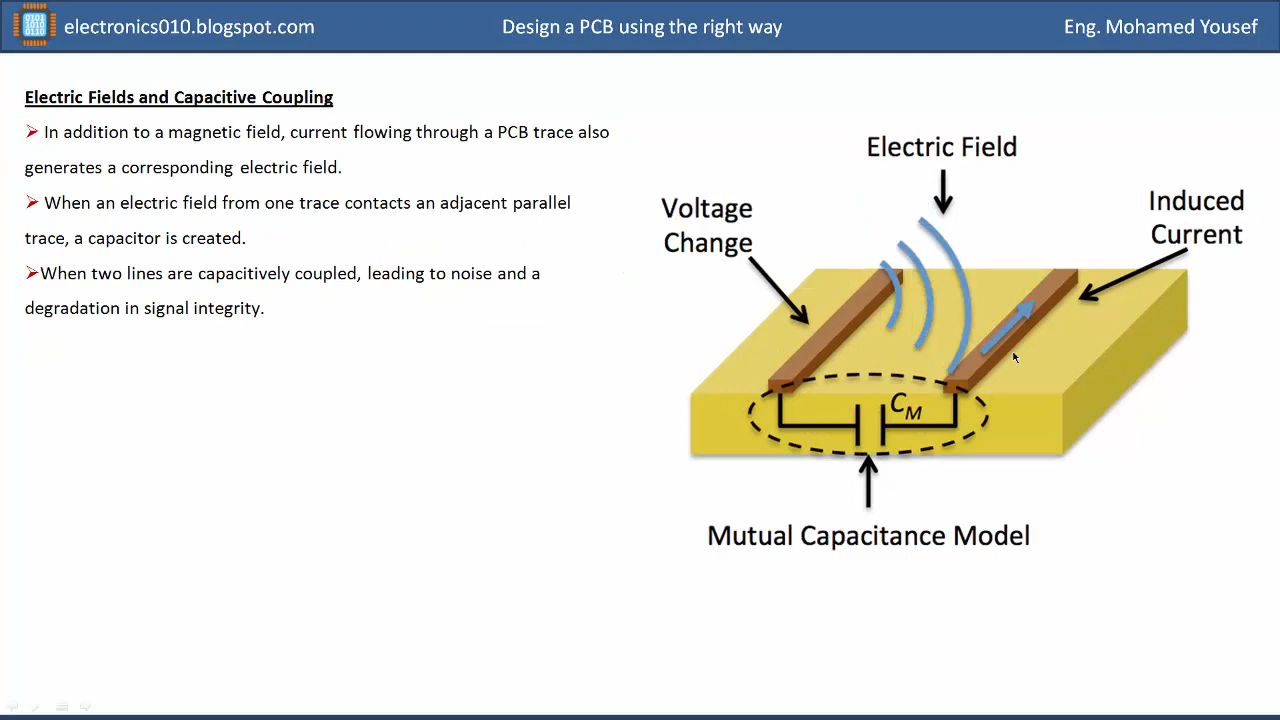 electronics010.blogspot.com
Design a PCB using the right way
Eng. Mohamed Yousef
Electric Fields and Capacitive Coupling
In addition to a magnetic field, current flowing through a PCB trace also
generates a corresponding electric field.
When an electric field from one trace contacts an adjacent parallel
trace, a capacitor is created.
When two lines are capacitively coupled, leading to noise and a
degradation in signal integrity.
Electric Field
Voltage
Change
Induced
Current
CM
Mutual Capacitance Model
0101
1010
0110